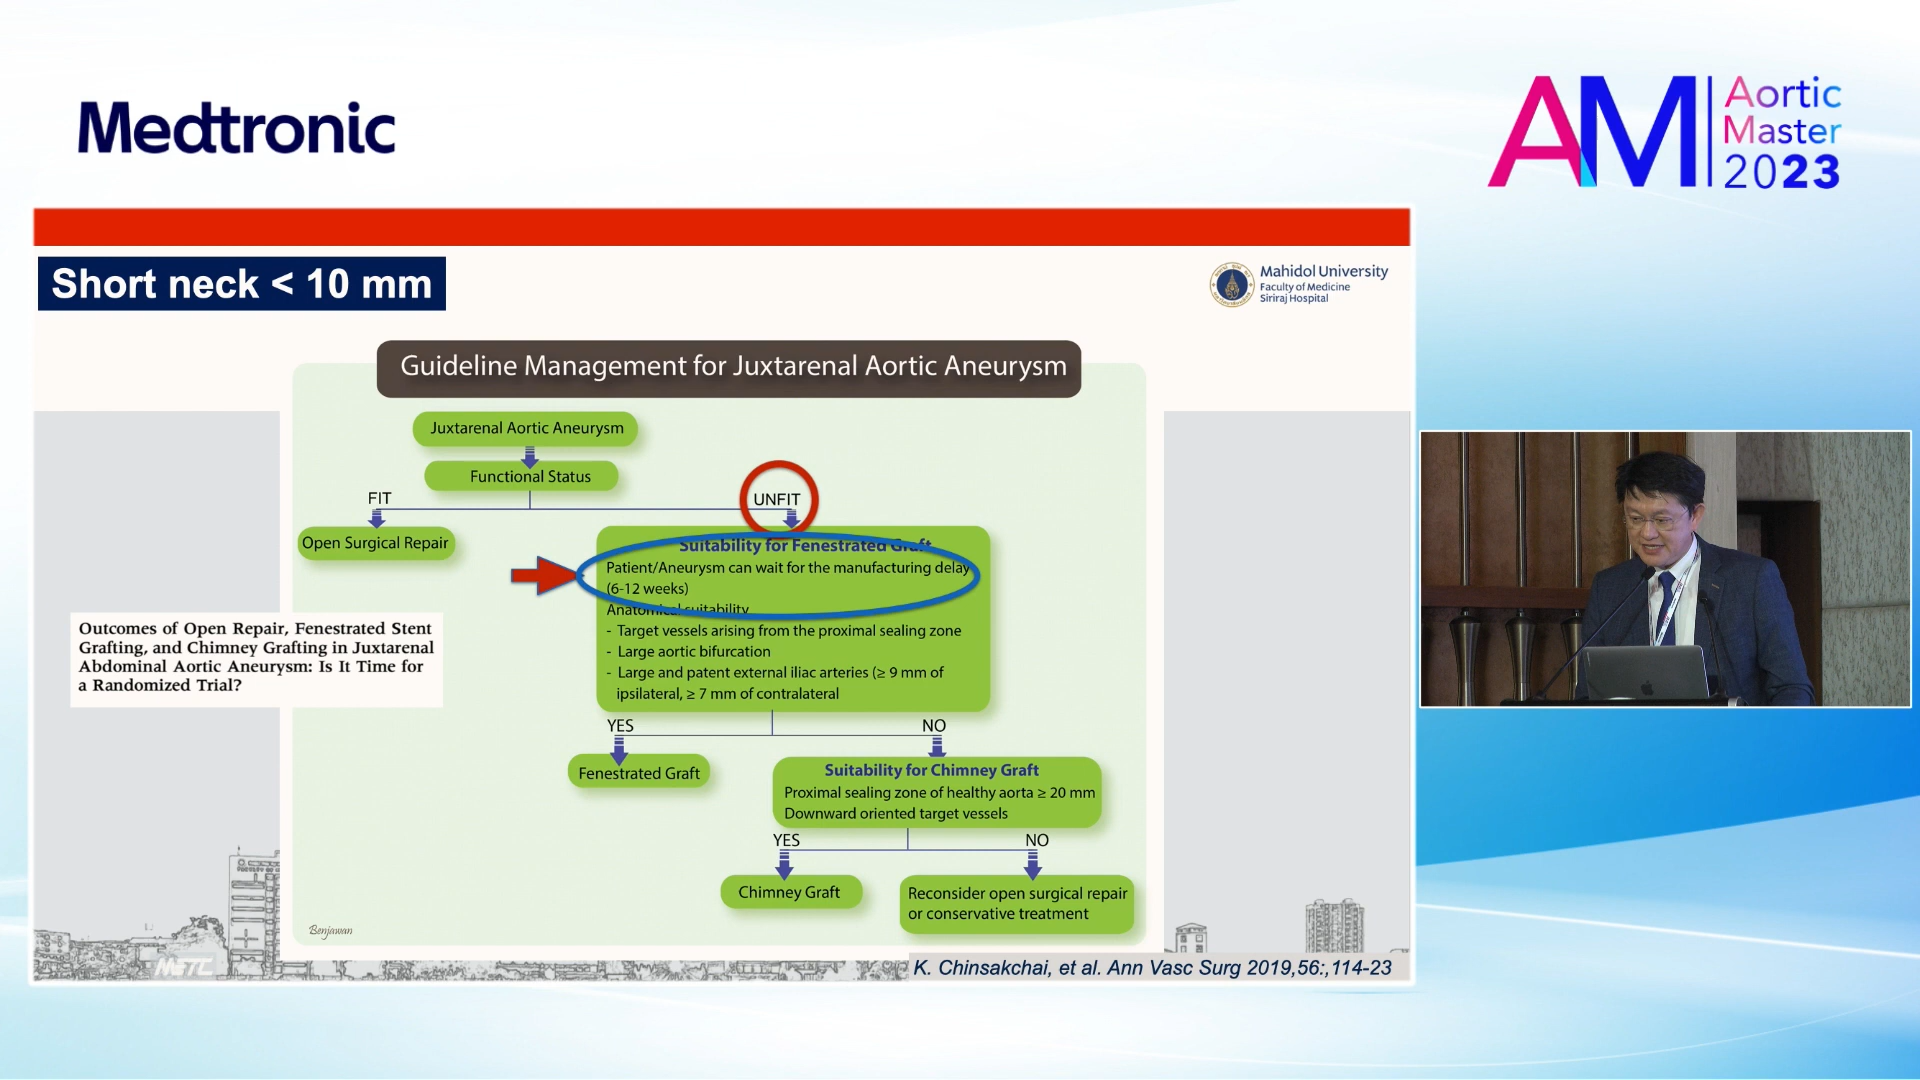 Medtronic
AM
Aortic
Master
2023
Short neck < 10 mm
Mahidol University
Faculty of Medicine
Siriraj Hospital
Guideline Management for Juxtarenal Aortic Aneurysm
Juxtarenal Aortic Aneurysm
Functional Status
FIT
UNFIT
Open Surgical Repair
Suitability for Fenestrated Graft
Patient/Aneurysm can wait for the manufacturing delay
(6-12 weeks)
Anatomical suitability
- Target vessels arising from the proximal sealing zone
- Large aortic bifurcation
- Large and patent external iliac arteries (≥ 9 mm of
ipsilateral, ≥ 7 mm of contralateral
Outcomes of Open Repair, Fenestrated Stent
Grafting, and Chimney Grafting in Juxtarenal
Abdominal Aortic Aneurysm: Is It Time for
a Randomized Trial?
YES
NO
Fenestrated Graft
Suitability for Chimney Graft
Proximal sealing zone of healthy aorta ≥ 20 mm
Downward oriented target vessels
YES
NO
Chimney Graft
Reconsider open surgical repair
or conservative treatment
Benjawan
K. Chinsakchai, et al. Ann Vasc Surg 2019,56:,114-23